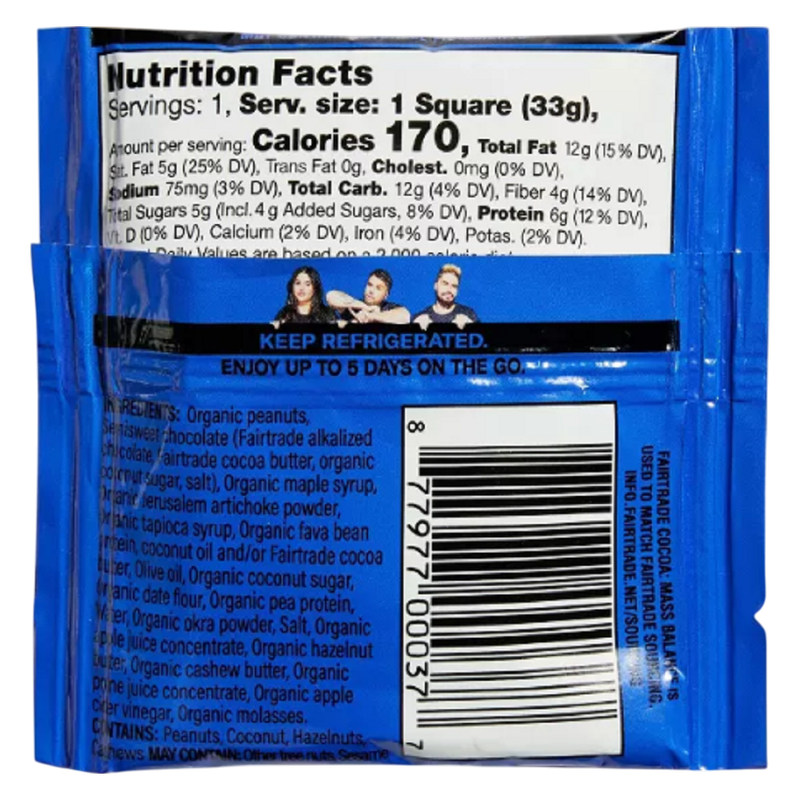 Nutrition Facts
Servings: 1, Serv. size: 1 Square (33g),
Amount per serving: Calories 170, Total Fat 12g (15% DV),
Sat. Fat 5g (25% DV), Trans Fat 0g, Cholest. 0mg (0% DV),
Sodium 75mg (3% DV), Total Carb. 12g (4% DV), Fiber 4g (14% DV),
Total Sugars 5g (Incl. 4g Added Sugars, 8% DV), Protein 6g (12% DV),
Vit. D (0% DV), Calcium (2% DV), Iron (4% DV), Potas. (2% DV).
Daily Values are based on a 2,000 calorie
KEEP REFRIGERATED.
ENJOY UP TO 5 DAYS ON THE GO.
INGREDIENTS: Organic peanuts,
Semisweet chocolate (Fairtrade alkalized
chocolate, Fairtrade cocoa butter, organic
coconut sugar, salt), Organic maple syrup,
Organic Jerusalem artichoke powder,
Organic tapioca syrup, Organic fava bean
protein, coconut oil and/or Fairtrade cocoa
butter, Olive oil, Organic coconut sugar,
Organic date flour, Organic pea protein,
Water, Organic okra powder, Salt, Organic
apple juice concentrate, Organic hazelnut
butter, Organic cashew butter, Organic
prune juice concentrate, Organic apple
cider vinegar, Organic molasses.
CONTAINS: Peanuts, Coconut, Hazelnuts,
Cashews MAY CONTAIN: Other tree nuts, Sesame
8 77977 00037 7
FAIRTRADE COCOA: MASS BALANCE IS
USED TO MATCH FAIRTRADE SOURCING.
INFO.FAIRTRADE.NET/SOURCING